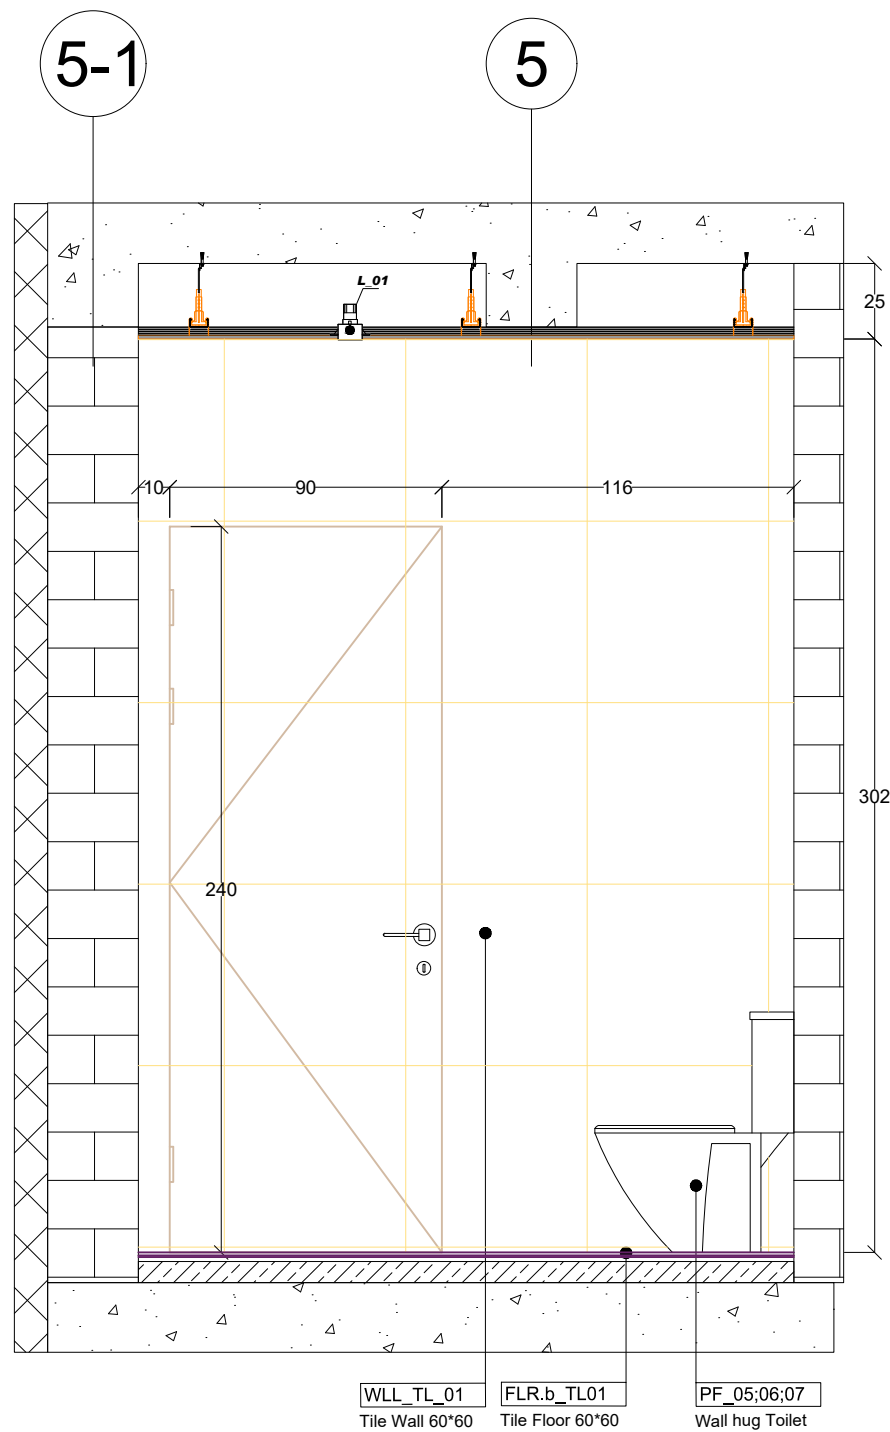 5-1
5
L_01
25
10
90
116
302
240
WLL_TL_01
Tile Wall 60*60
FLR.b_TL01
Tile Floor 60*60
PF_05;06;07
Wall hug Toilet